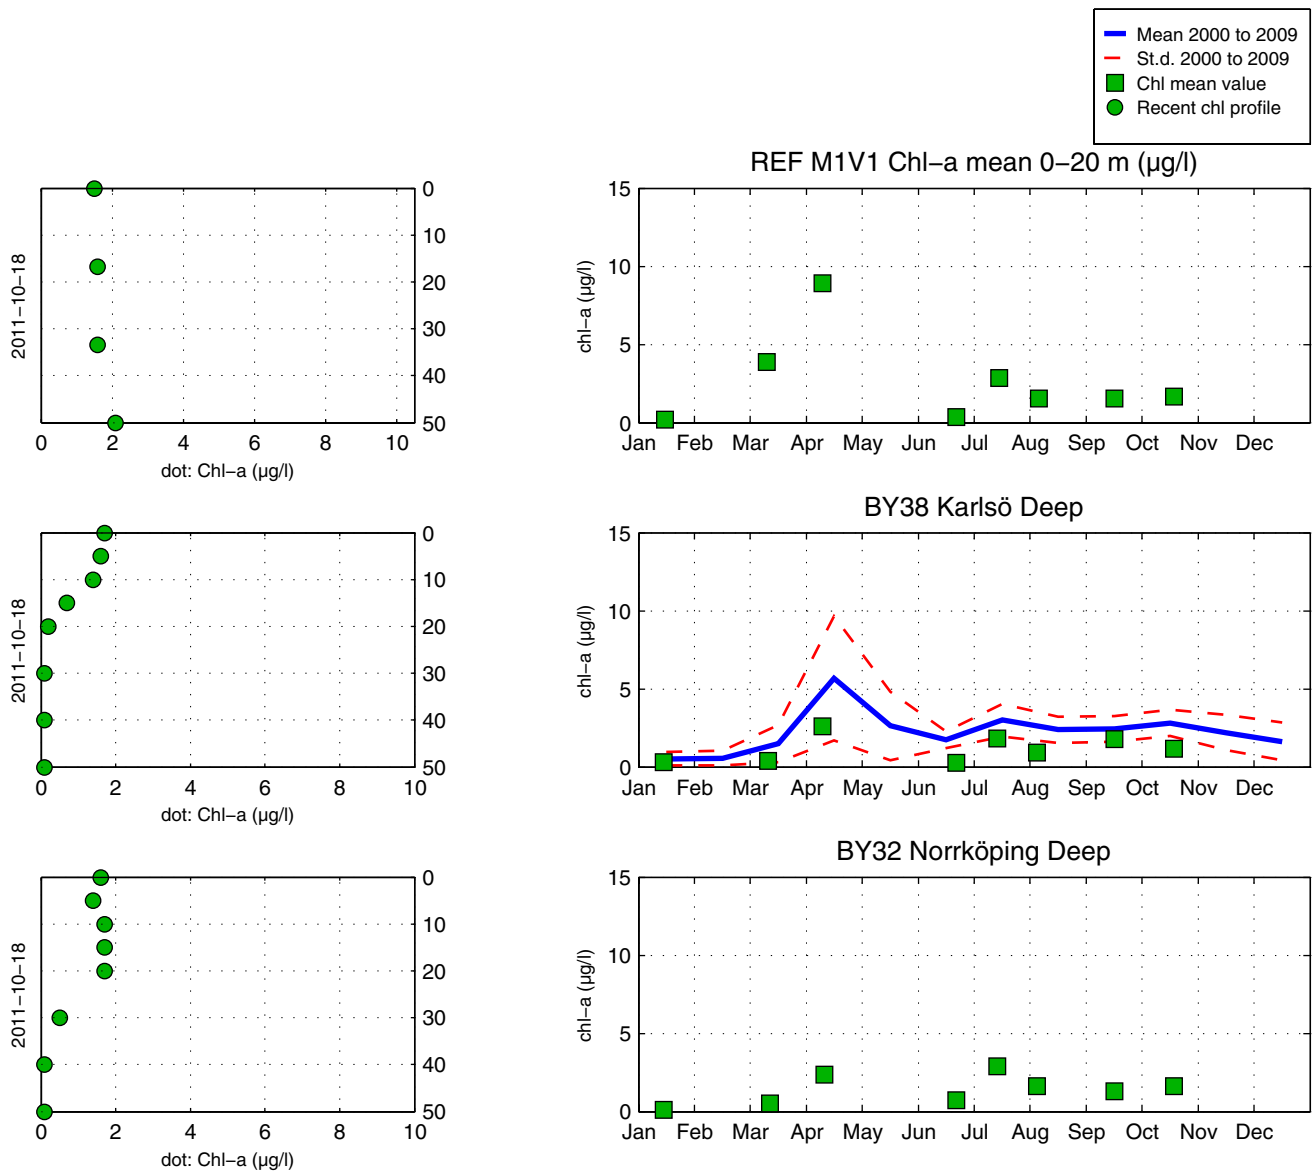 Mean 2000 to 2009
St.d. 2000 to 2009
Chl mean value
Recent chl profile
REF M1V1 Chl−a mean 0−20 m (µg/l)
2011−10−18
0
10
20
30
40
50
0 2 4 6 8 10
dot: Chl−a (µg/l)
chl−a (µg/l)
15
10
5
0
Jan Feb Mar Apr May Jun Jul Aug Sep Oct Nov Dec
BY38 Karlsö Deep
2011−10−18
0
10
20
30
40
50
0 2 4 6 8 10
dot: Chl−a (µg/l)
chl−a (µg/l)
15
10
5
0
Jan Feb Mar Apr May Jun Jul Aug Sep Oct Nov Dec
BY32 Norrköping Deep
2011−10−18
0
10
20
30
40
50
0 2 4 6 8 10
dot: Chl−a (µg/l)
chl−a (µg/l)
15
10
5
0
Jan Feb Mar Apr May Jun Jul Aug Sep Oct Nov Dec